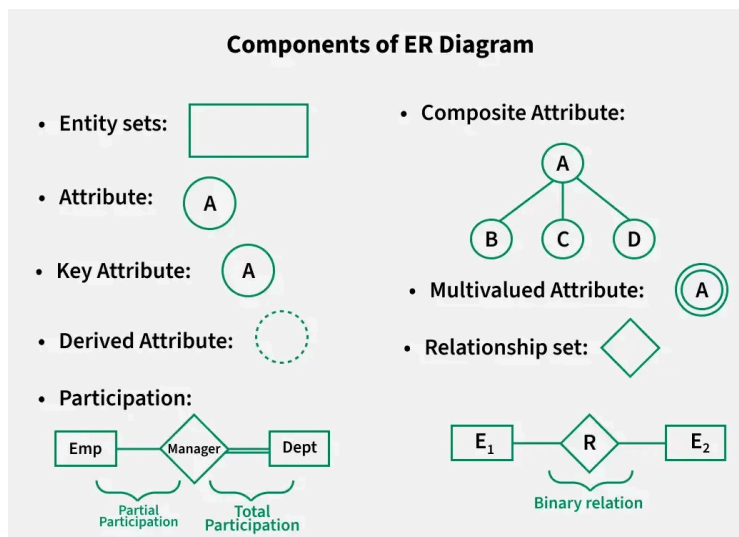 Components of ER Diagram
• Entity sets:
• Attribute:
A
• Key Attribute:
A
• Derived Attribute:
• Participation:
Emp
Manager
Dept
Partial
Participation
Total
Participation
• Composite Attribute:
A
B
C
D
• Multivalued Attribute:
A
• Relationship set:
E₁
R
E₂
Binary relation